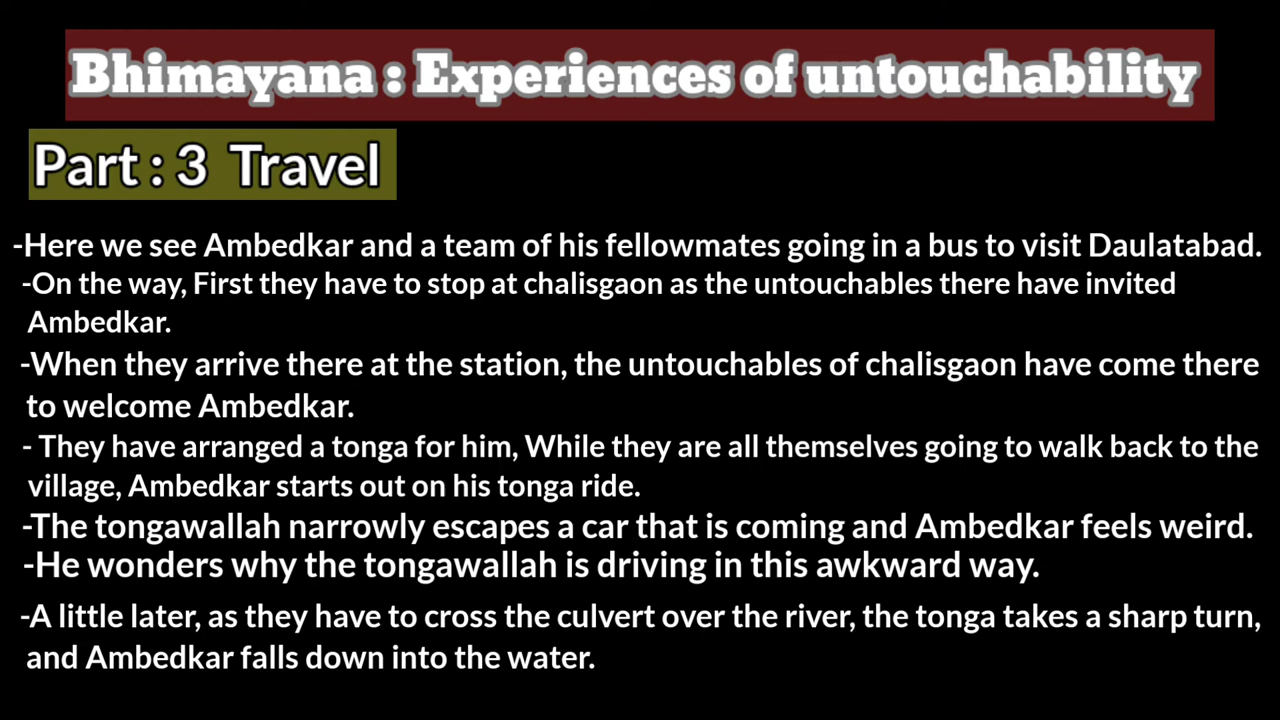 Bhimayana : Experiences of untouchability
Part : 3 Travel
-Here we see Ambedkar and a team of his fellowmates going in a bus to visit Daulatabad.
-On the way, First they have to stop at chalisgaon as the untouchables there have invited
Ambedkar.
-When they arrive there at the station, the untouchables of chalisgaon have come there
to welcome Ambedkar.
- They have arranged a tonga for him, While they are all themselves going to walk back to the
village, Ambedkar starts out on his tonga ride.
-The tongawallah narrowly escapes a car that is coming and Ambedkar feels weird.
-He wonders why the tongawallah is driving in this awkward way.
-A little later, as they have to cross the culvert over the river, the tonga takes a sharp turn,
and Ambedkar falls down into the water.